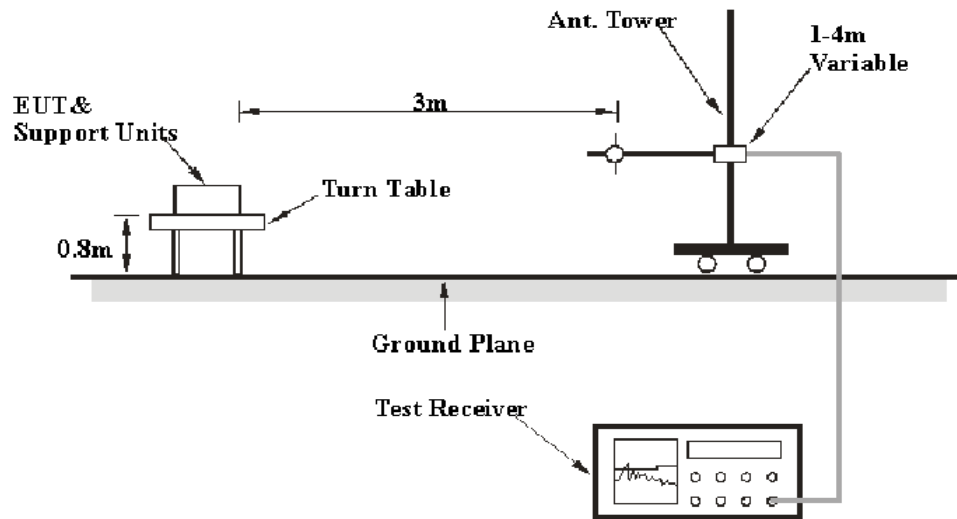 Ant. Tower
1-4m
Variable
3m
EUT&
Support Units
Turn Table
0.8m
Ground Plane
Test Receiver